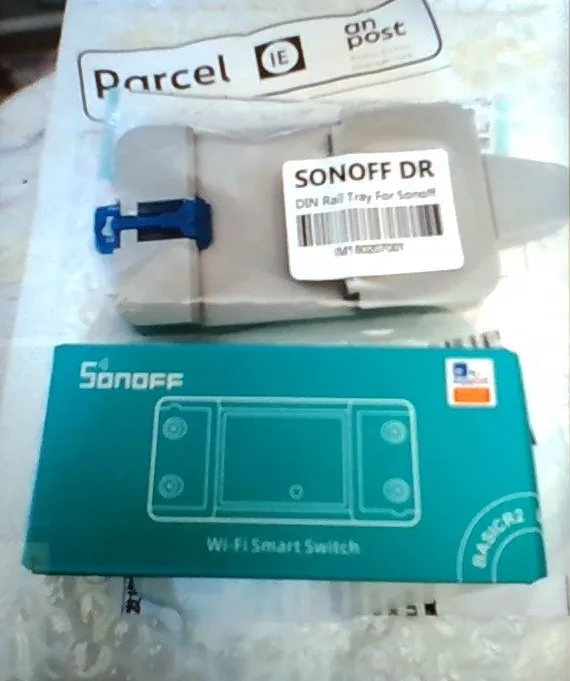 Parcel
IE
an
post
SONOFF DR
DIN Rail Tray For Sonoff
SONOFF
Wi-Fi Smart Switch
BASICR2